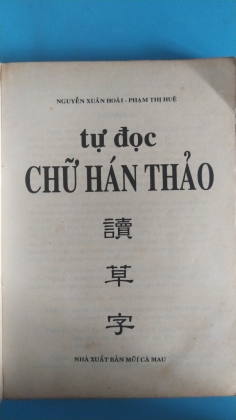 NGUYỄN XUÂN HOÀI - PHẠM THỊ HUỆ
tự đọc
CHỮ HÁN THẢO
讀
草
字
NHÀ XUẤT BẢN MŨI CÀ MAU